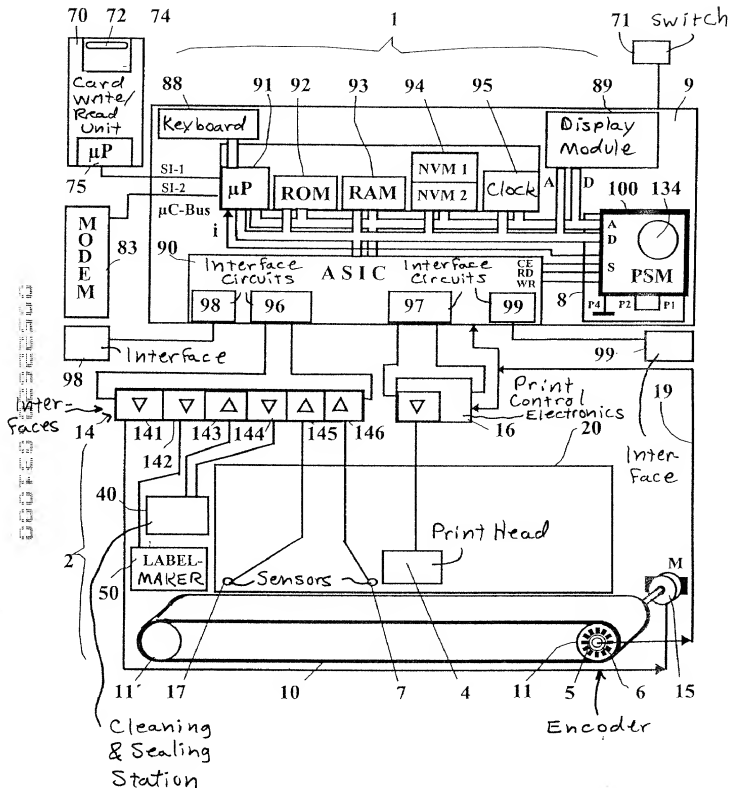 70 72 74 1 71 Switch
88 91 92 93 94 95 89 9
Card
Write/
Read
Unit
µP
75
Keyboard
SI-1
SI-2
µC-Bus
µP
ROM
RAM
NVM 1
NVM 2
Clock
Display
Module
A D
100 134
A
D
S
PSM
P4 P2 P1
8
i
MODEM
83
90
Interface
Circuits
ASIC
Interface
Circuits
CE
RD
WR
98 96 97 99
98
Interface
99
Interface
Print
Control
Electronics
16
19
Inter-
faces
14 141 142 143 144 145 146
20
2
40
50
LABEL-
MAKER
Sensors
Print Head
M
11´ 17 10 7 4 11 5 6 15
Cleaning
& Sealing
Station
Encoder